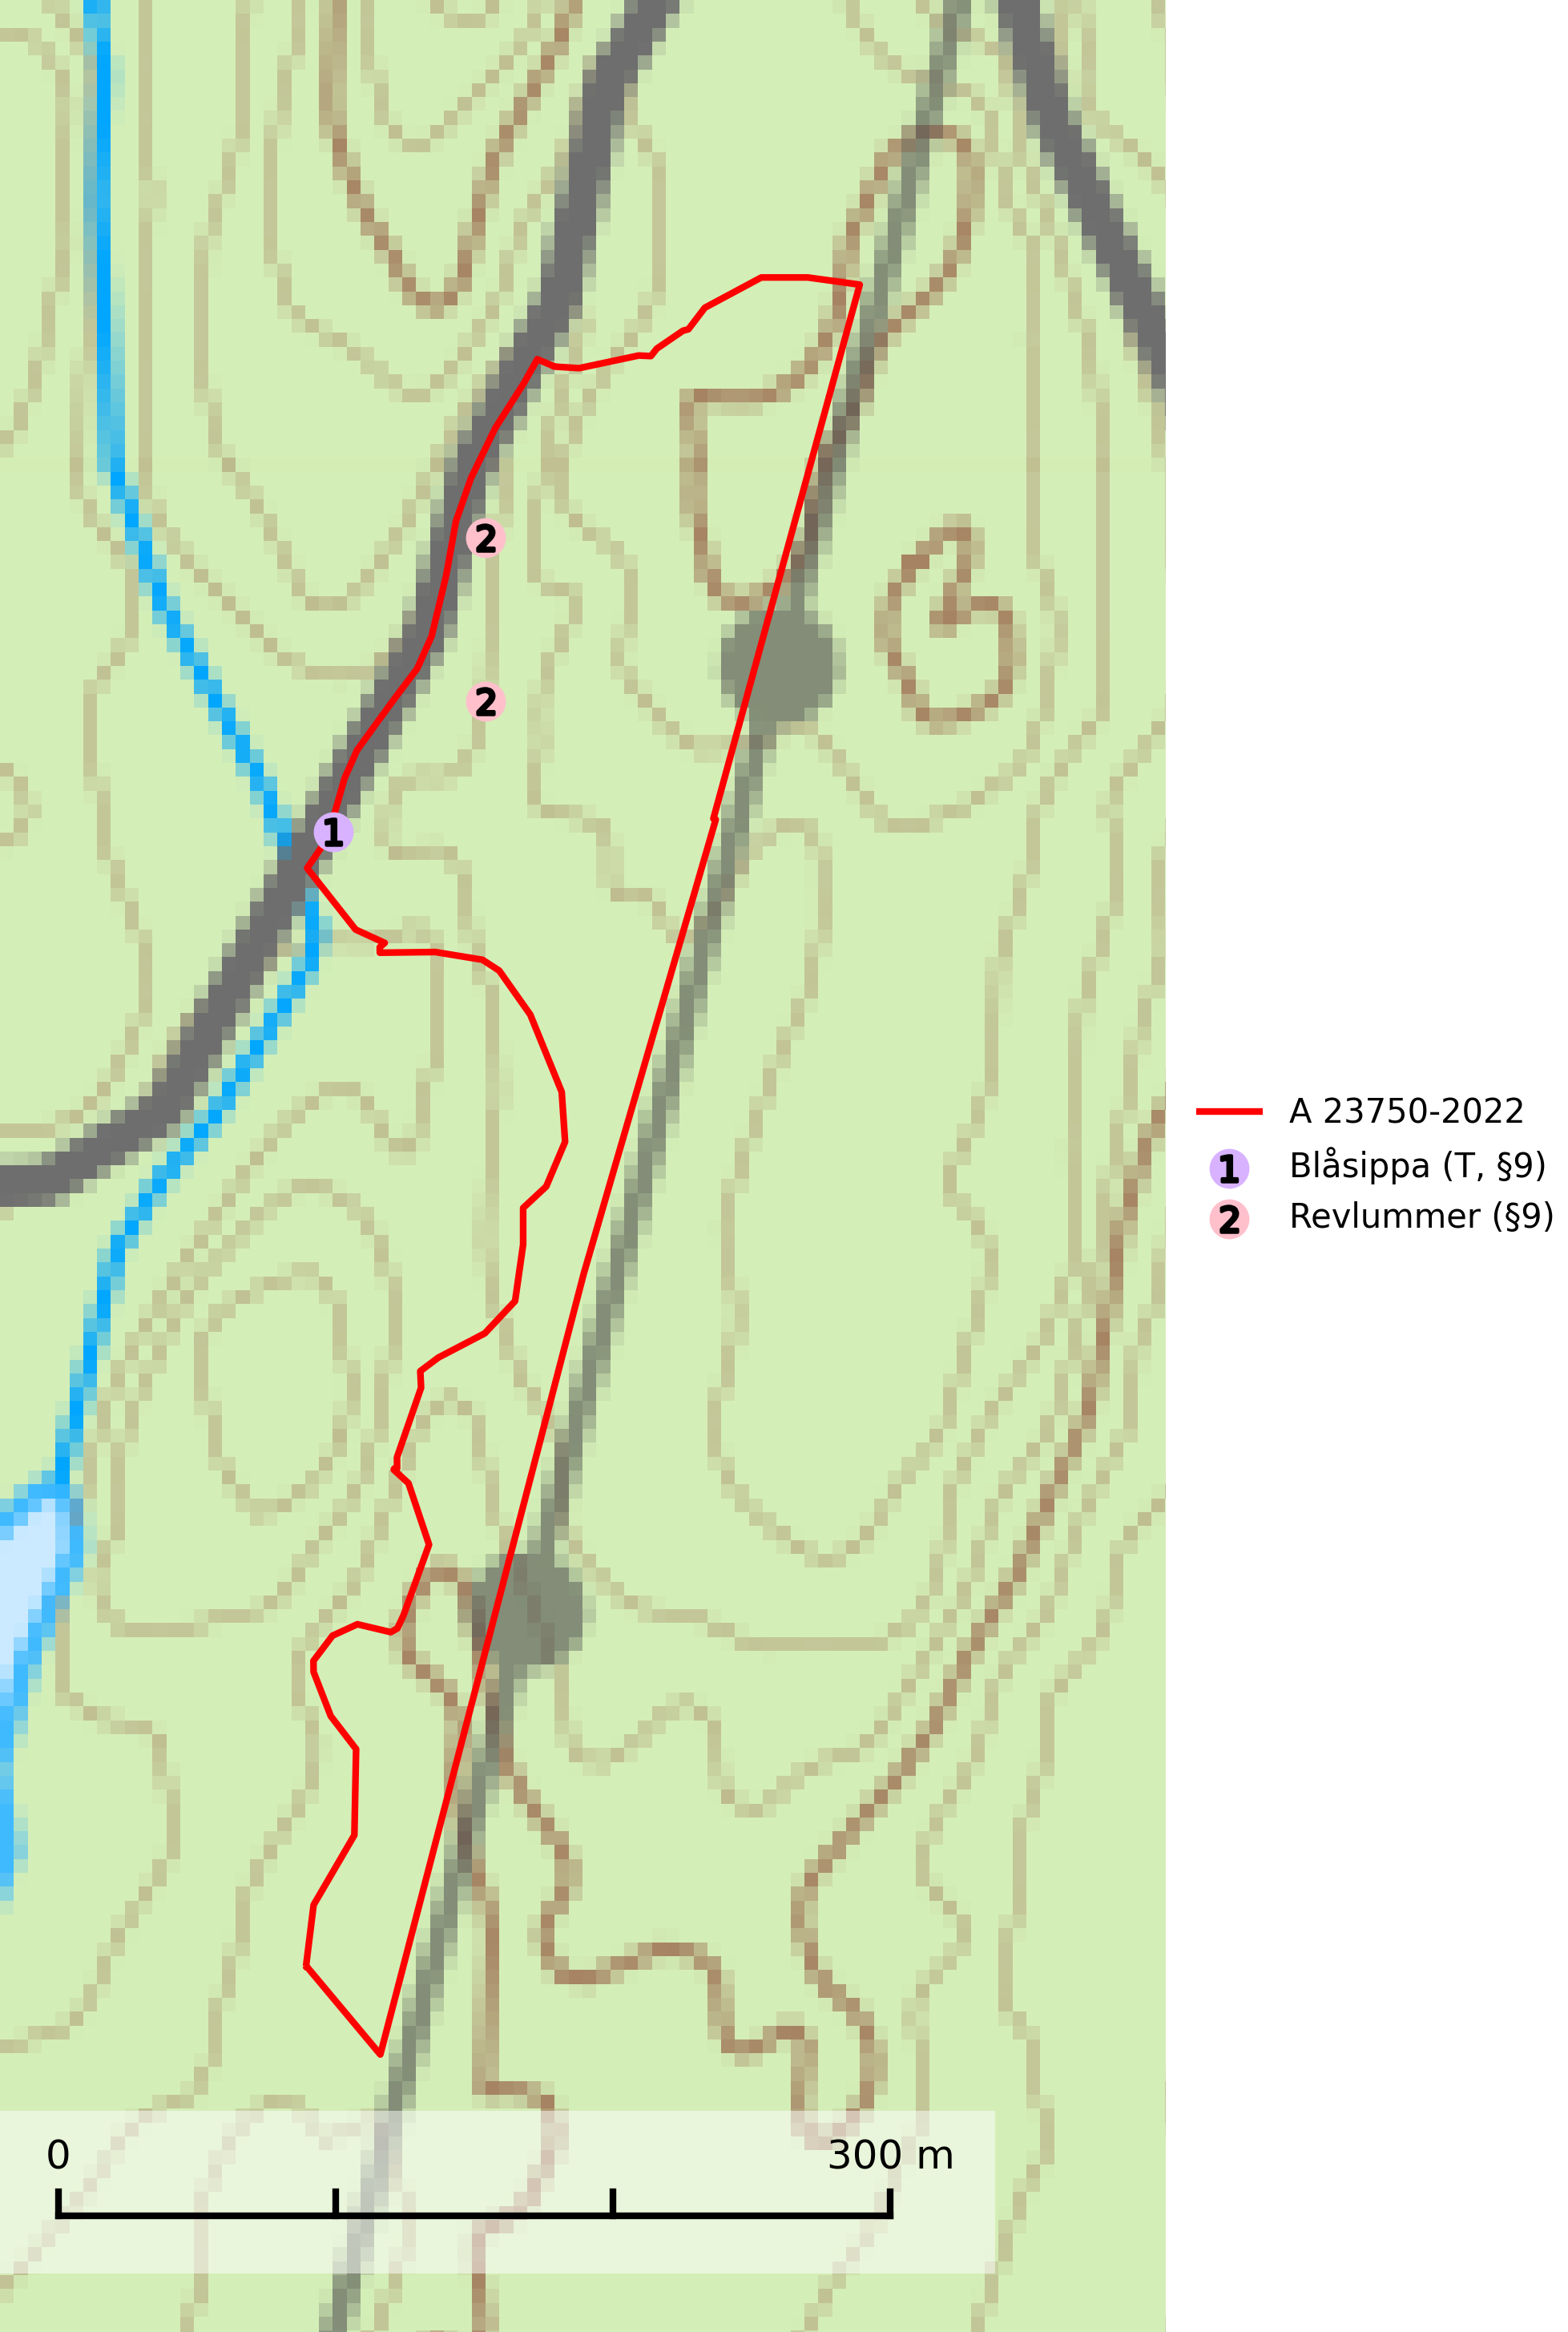 2
2
1
A 23750-2022
1 Blåsippa (T, §9)
2 Revlummer (§9)
0 300 m